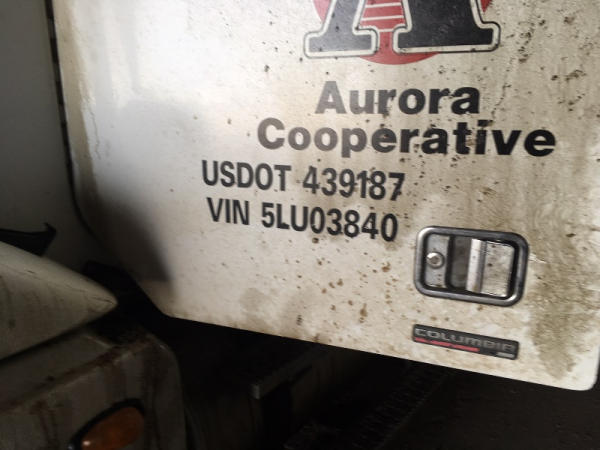 A
Aurora
Cooperative
USDOT 439187
VIN 5LU03840
COLUMBIA